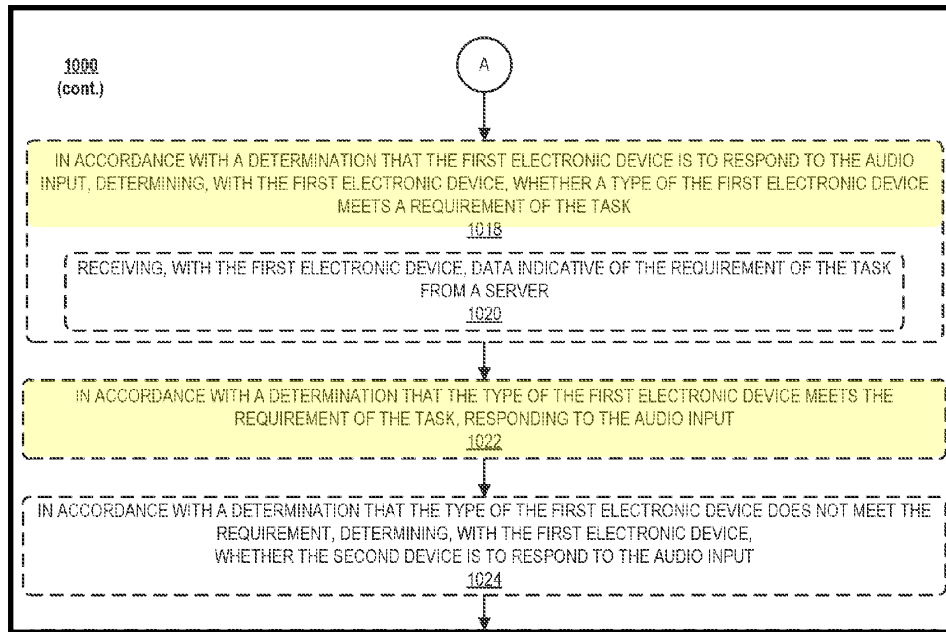 1000
(cont.)
A
IN ACCORDANCE WITH A DETERMINATION THAT THE FIRST ELECTRONIC DEVICE IS TO RESPOND TO THE AUDIO
INPUT, DETERMINING, WITH THE FIRST ELECTRONIC DEVICE, WHETHER A TYPE OF THE FIRST ELECTRONIC DEVICE
MEETS A REQUIREMENT OF THE TASK
1018
RECEIVING, WITH THE FIRST ELECTRONIC DEVICE, DATA INDICATIVE OF THE REQUIREMENT OF THE TASK
FROM A SERVER
1020
IN ACCORDANCE WITH A DETERMINATION THAT THE TYPE OF THE FIRST ELECTRONIC DEVICE MEETS THE
REQUIREMENT OF THE TASK, RESPONDING TO THE AUDIO INPUT
1022
IN ACCORDANCE WITH A DETERMINATION THAT THE TYPE OF THE FIRST ELECTRONIC DEVICE DOES NOT MEET THE
REQUIREMENT, DETERMINING, WITH THE FIRST ELECTRONIC DEVICE,
WHETHER THE SECOND DEVICE IS TO RESPOND TO THE AUDIO INPUT
1024